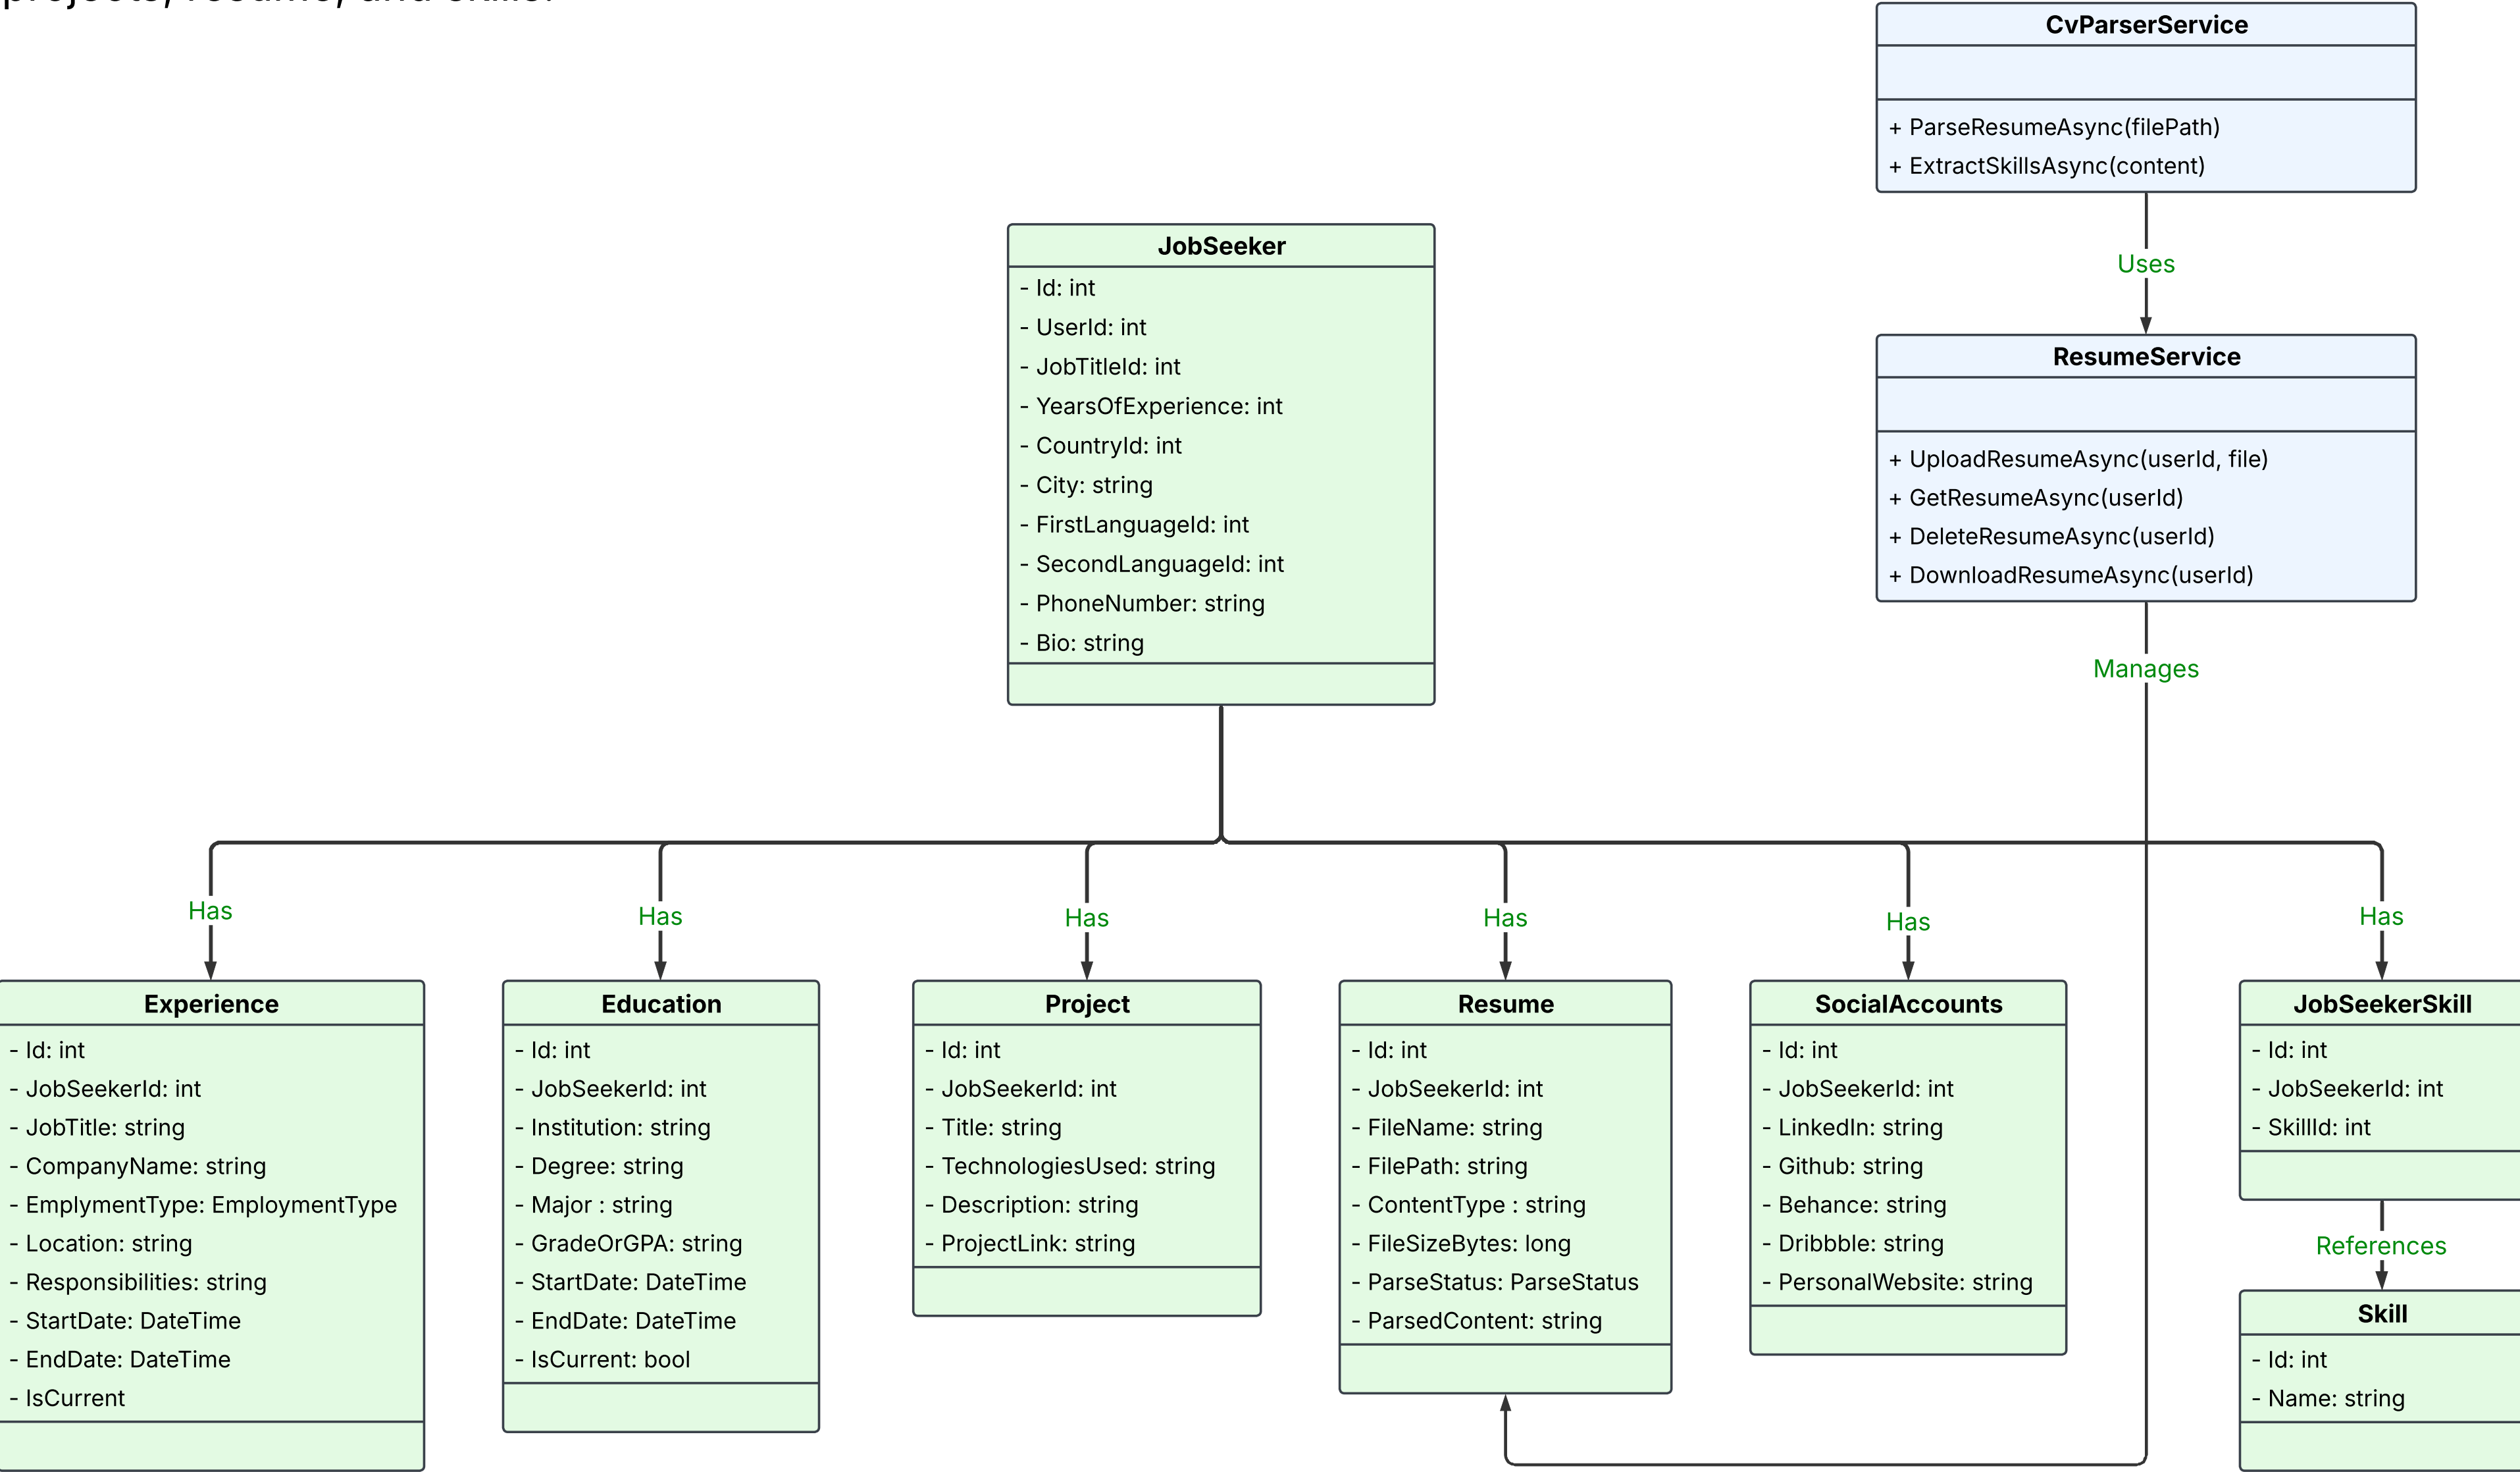 projects, resume, and skills.
CvParserService
+ ParseResumeAsync(filePath)
+ ExtractSkillsAsync(content)
Uses
ResumeService
+ UploadResumeAsync(userId, file)
+ GetResumeAsync(userId)
+ DeleteResumeAsync(userId)
+ DownloadResumeAsync(userId)
Manages
JobSeeker
- Id: int
- UserId: int
- JobTitleId: int
- YearsOfExperience: int
- CountryId: int
- City: string
- FirstLanguageId: int
- SecondLanguageId: int
- PhoneNumber: string
- Bio: string
Has
Has
Has
Has
Has
Has
Experience
- Id: int
- JobSeekerId: int
- JobTitle: string
- CompanyName: string
- EmplymentType: EmploymentType
- Location: string
- Responsibilities: string
- StartDate: DateTime
- EndDate: DateTime
- IsCurrent
Education
- Id: int
- JobSeekerId: int
- Institution: string
- Degree: string
- Major : string
- GradeOrGPA: string
- StartDate: DateTime
- EndDate: DateTime
- IsCurrent: bool
Project
- Id: int
- JobSeekerId: int
- Title: string
- TechnologiesUsed: string
- Description: string
- ProjectLink: string
Resume
- Id: int
- JobSeekerId: int
- FileName: string
- FilePath: string
- ContentType : string
- FileSizeBytes: long
- ParseStatus: ParseStatus
- ParsedContent: string
SocialAccounts
- Id: int
- JobSeekerId: int
- LinkedIn: string
- Github: string
- Behance: string
- Dribbble: string
- PersonalWebsite: string
JobSeekerSkill
- Id: int
- JobSeekerId: int
- SkillId: int
References
Skill
- Id: int
- Name: string